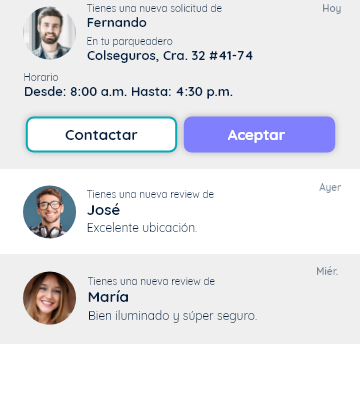 Tienes una nueva solicitud de
Hoy
Fernando
En tu parqueadero
Colseguros, Cra. 32 #41-74
Horario
Desde: 8:00 a.m. Hasta: 4:30 p.m.
Contactar
Aceptar
Ayer
Tienes una nueva review de
José
Excelente ubicación.
Miér.
Tienes una nueva review de
María
Bien iluminado y súper seguro.